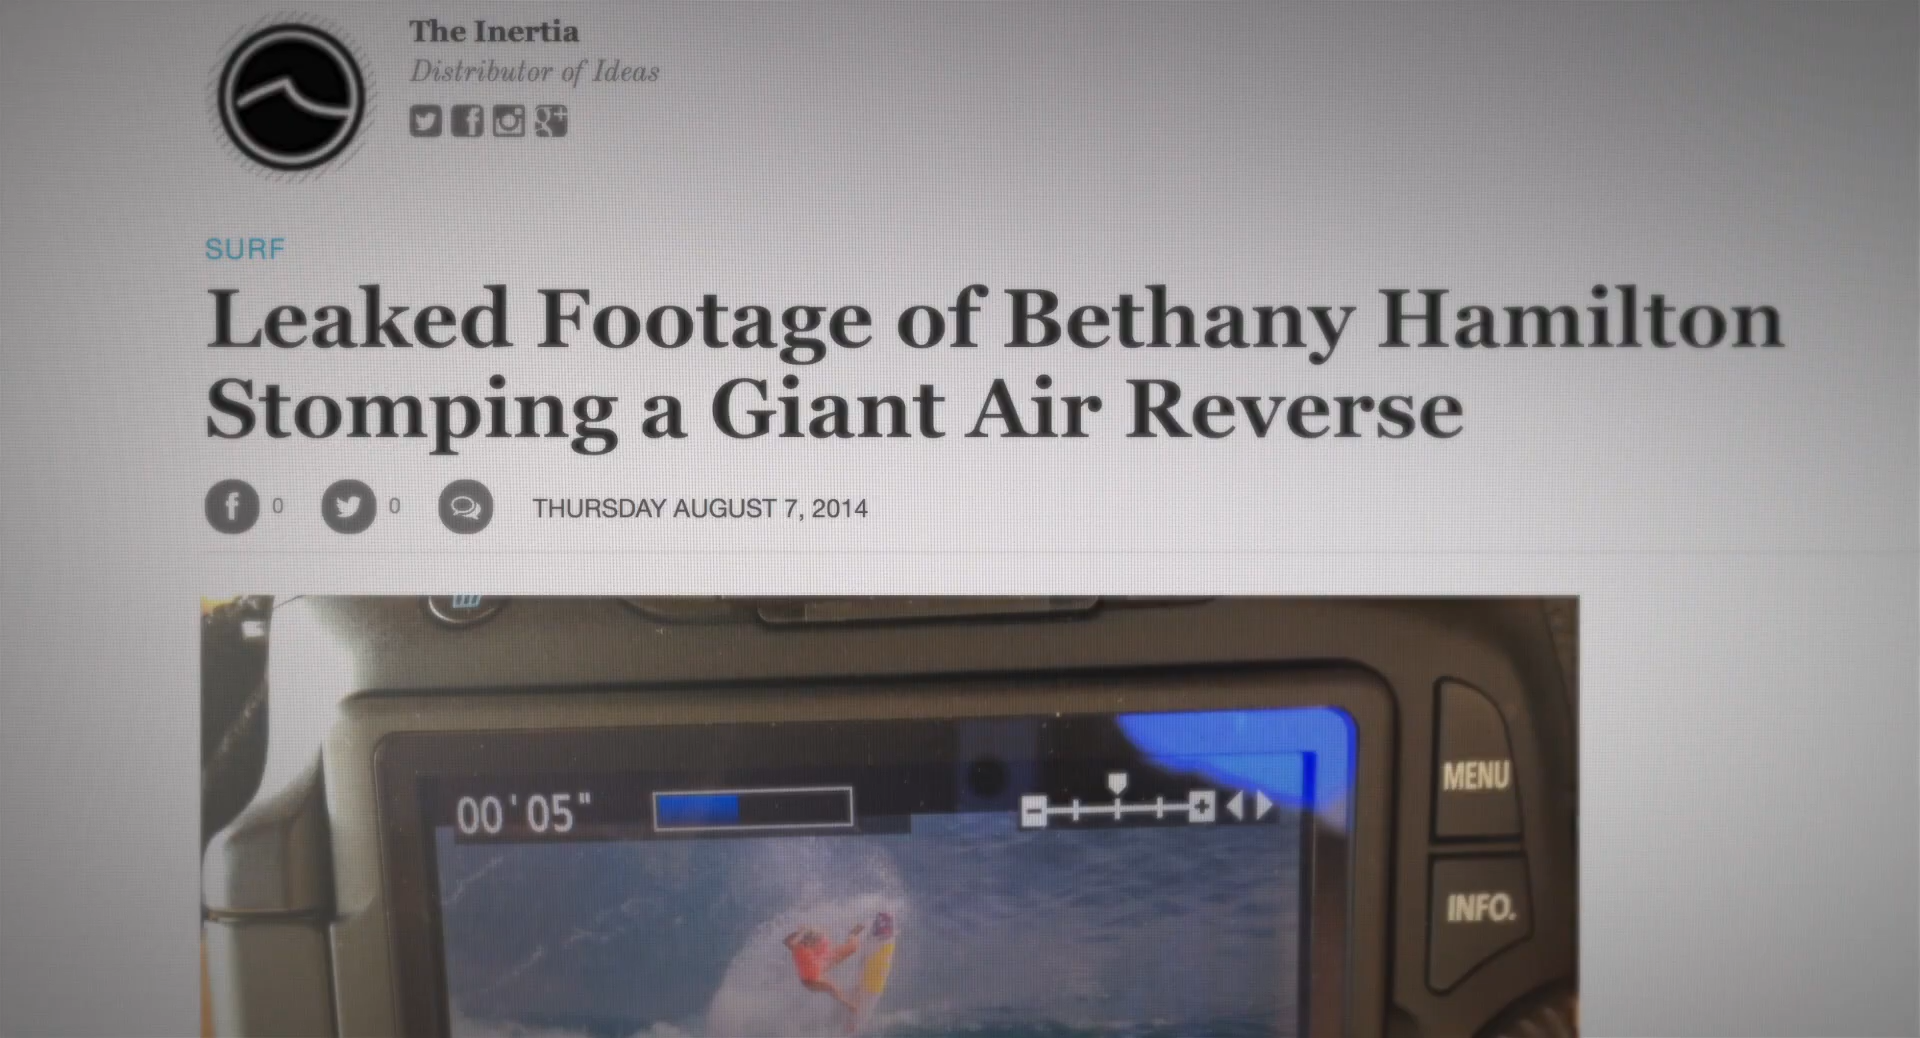 The Inertia
Distributor of Ideas
SURF
Leaked Footage of Bethany Hamilton
Stomping a Giant Air Reverse
0 0 THURSDAY AUGUST 7, 2014
00'05"
MENU
INFO.